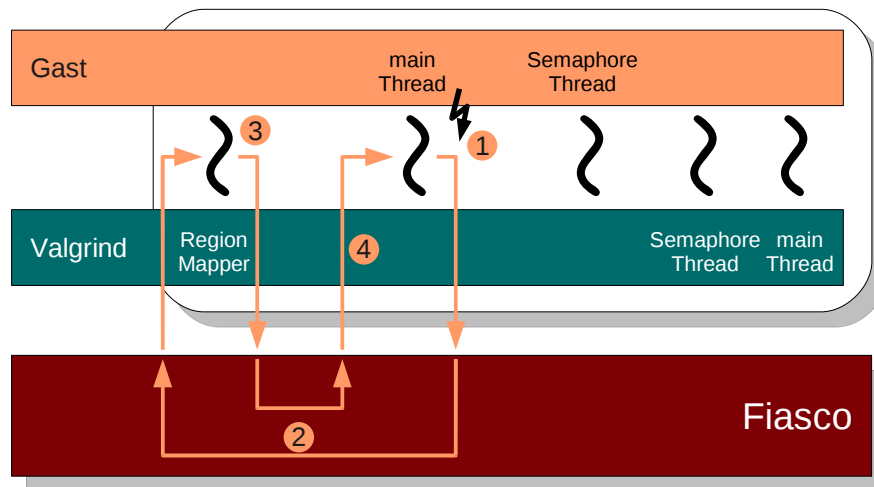 Gast
main
Thread
Semaphore
Thread
3
1
Valgrind
Region
Mapper
4
Semaphore
Thread
main
Thread
Fiasco
2